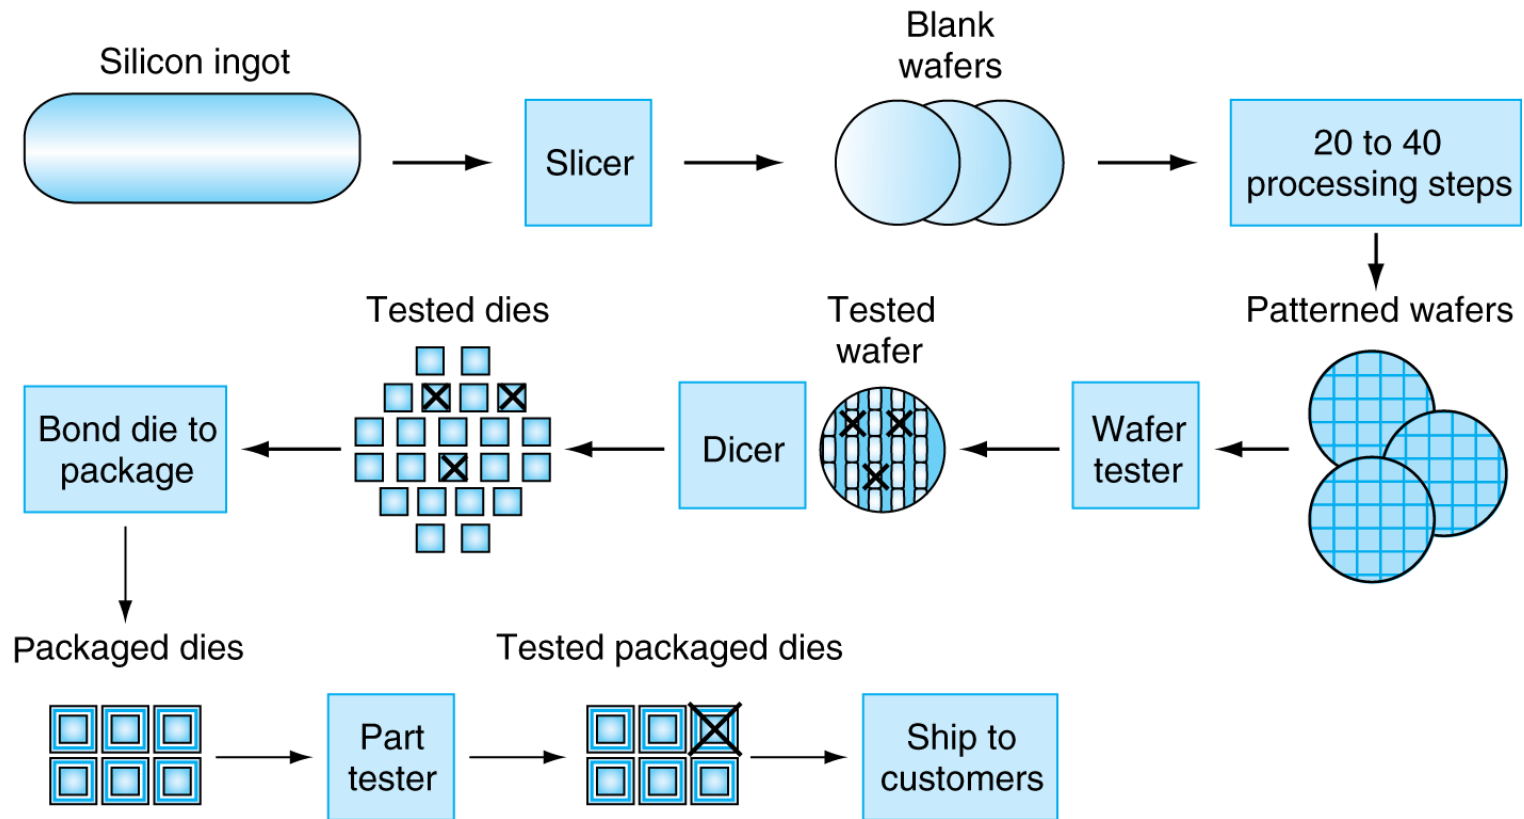 Silicon ingot
Slicer
Blank
wafers
20 to 40
processing steps
Patterned wafers
Wafer
tester
Tested
wafer
Dicer
Tested dies
Bond die to
package
Packaged dies
Part
tester
Tested packaged dies
Ship to
customers